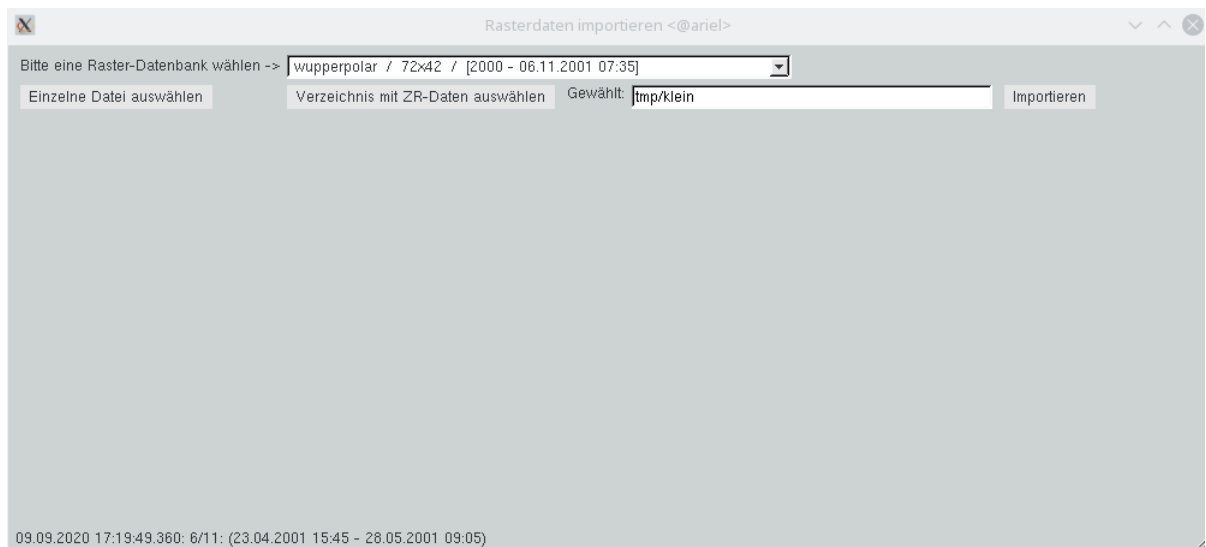 Rasterdaten importieren <@ariel>
Bitte eine Raster-Datenbank wählen -> wupperpolar / 72x42 / [2000 - 06.11.2001 07:35]
Einzelne Datei auswählen Verzeichnis mit ZR-Daten auswählen Gewählt: tmp/klein Importieren
09.09.2020 17:19:49.360: 6/11: (23.04.2001 15:45 - 28.05.2001 09:05)